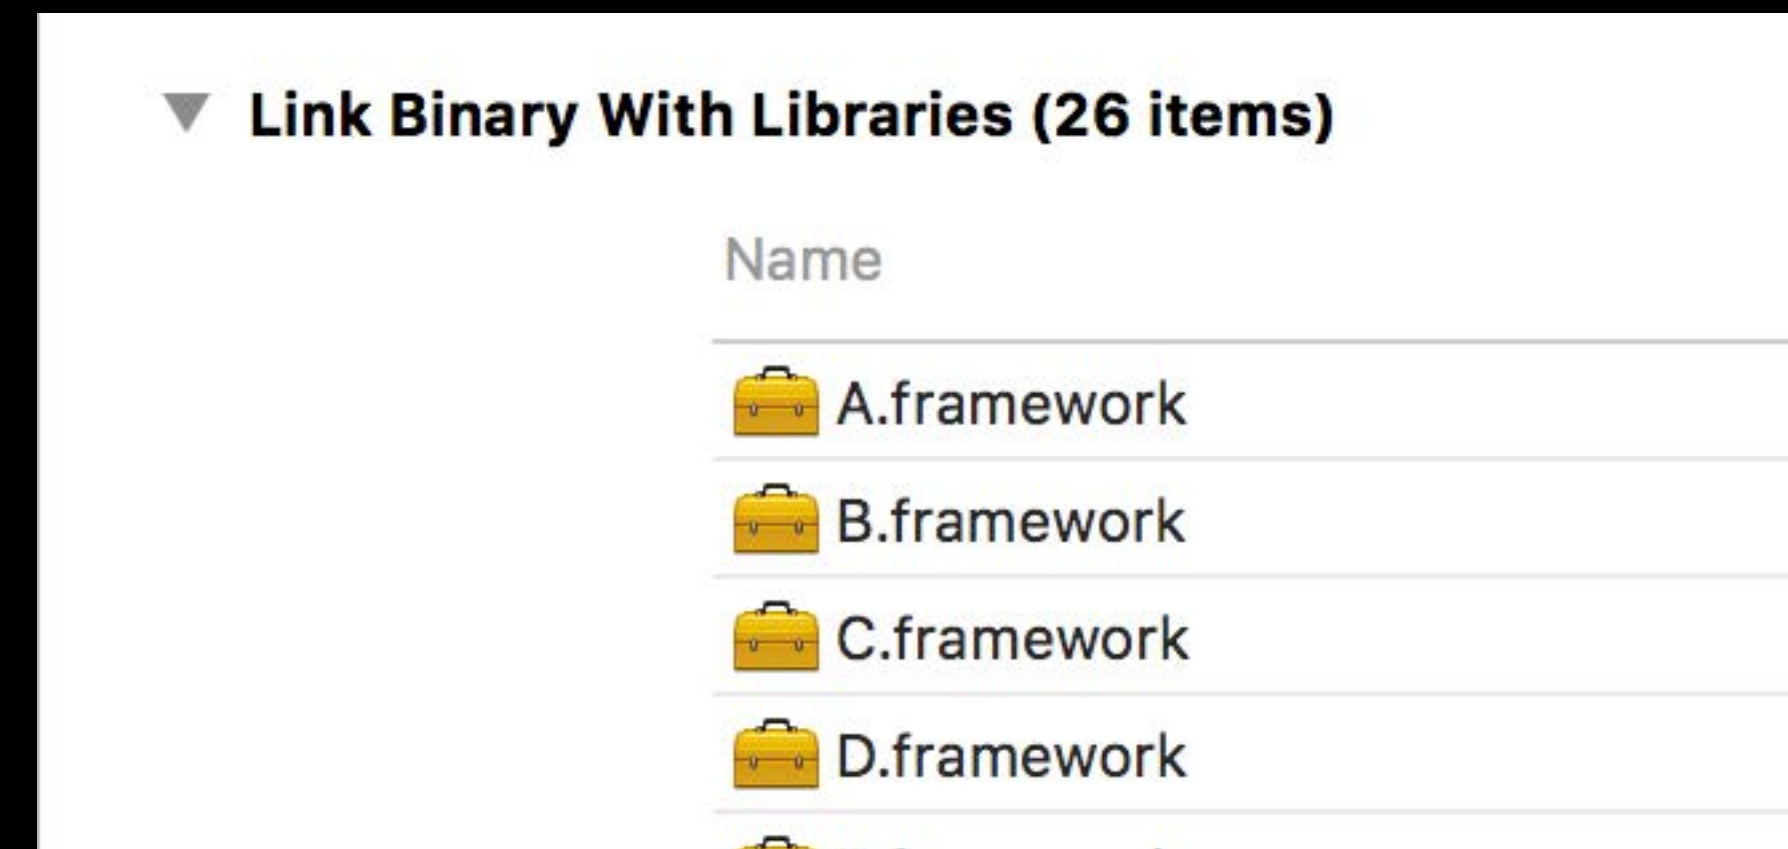 Link Binary With Libraries (26 items)
Name
A.framework
B.framework
C.framework
D.framework